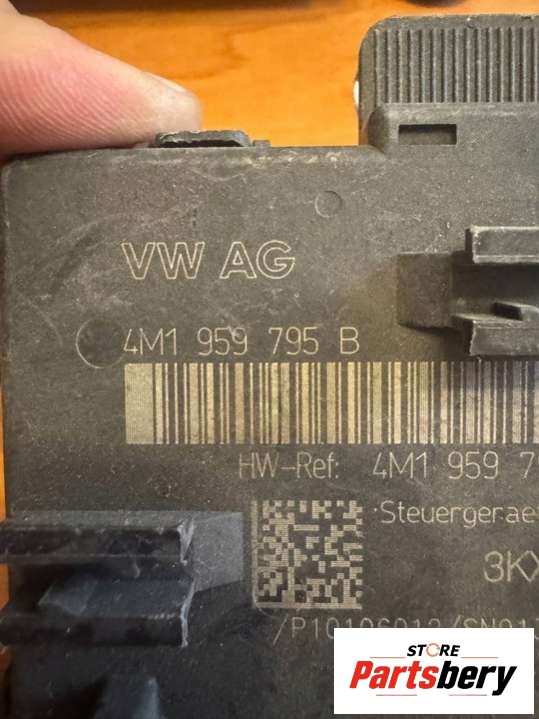 VW AG
4M1 959 795 B
HW-Ref: 4M1 959 7
·Steuergerae
3KX
STORE
Partsbery